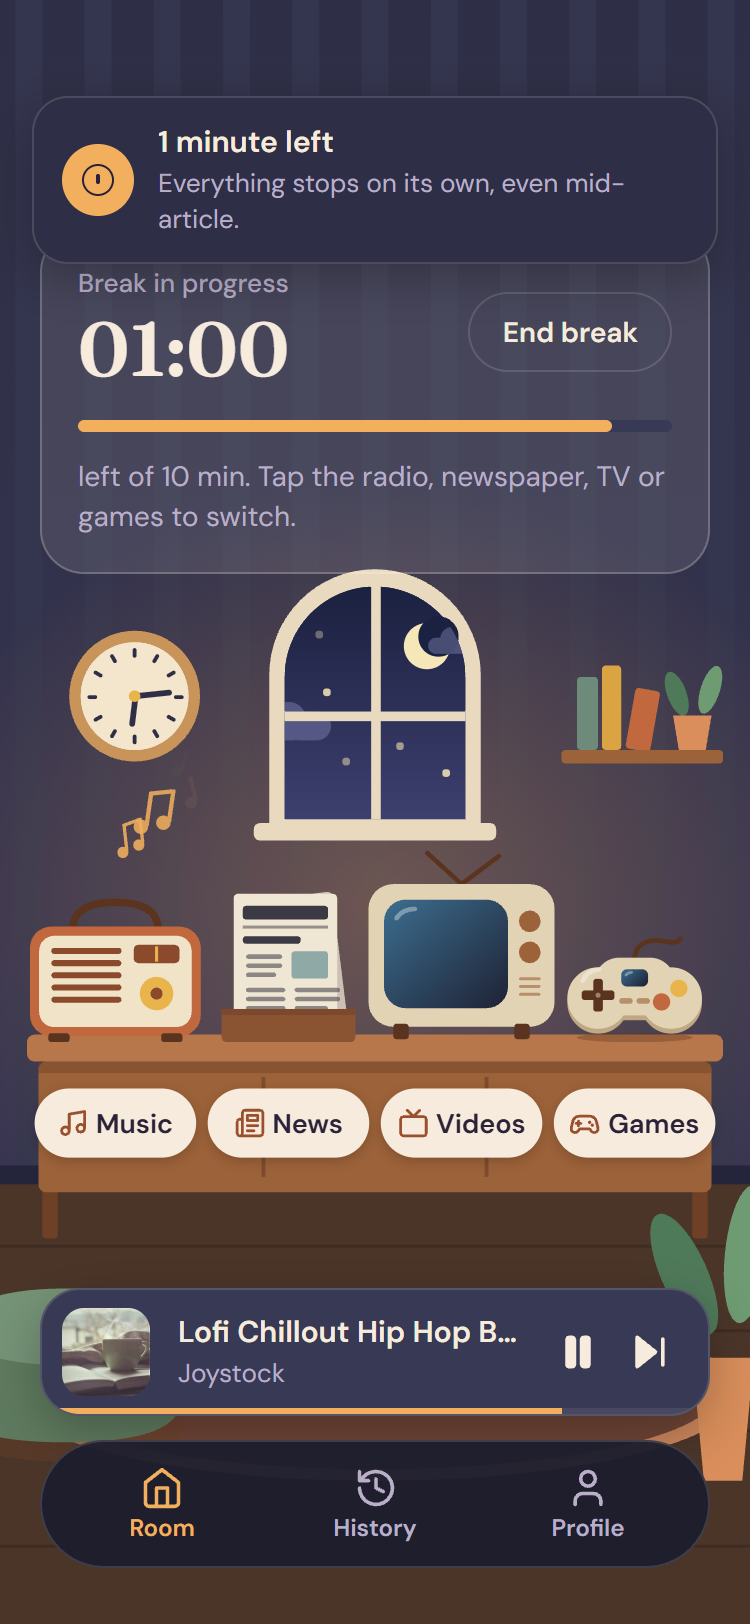 1 minute left
Everything stops on its own, even mid-
article.
Break in progress
01:00
End break
left of 10 min. Tap the radio, newspaper, TV or
games to switch.
Music
News
Videos
Games
Lofi Chillout Hip Hop B...
Joystock
Room
History
Profile